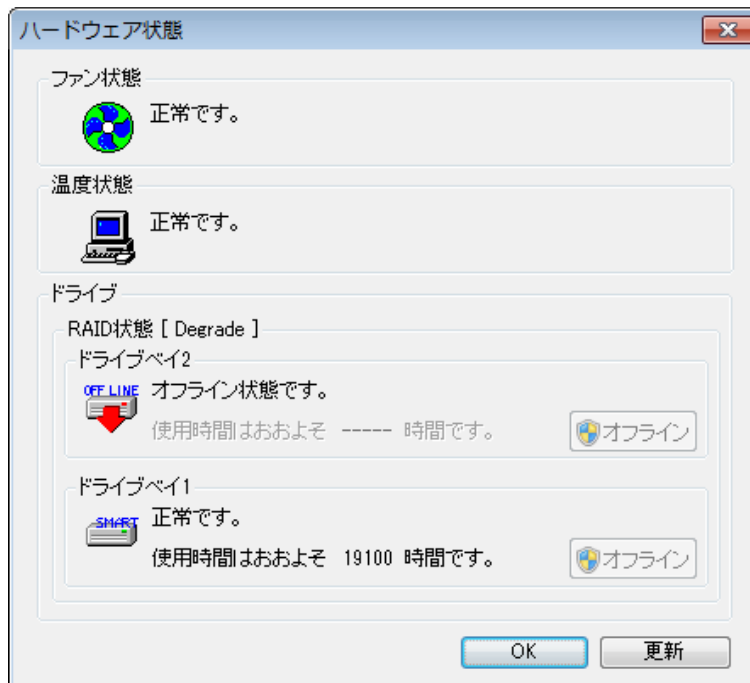 ハードウェア状態
ファン状態
正常です。
温度状態
正常です。
ドライブ
RAID状態 [ Degrade ]
ドライブベイ2
OFF LINE
オフライン状態です。
使用時間はおおよそ ----- 時間です。
オフライン
ドライブベイ1
SMART
正常です。
使用時間はおおよそ 19100 時間です。
オフライン
OK
更新